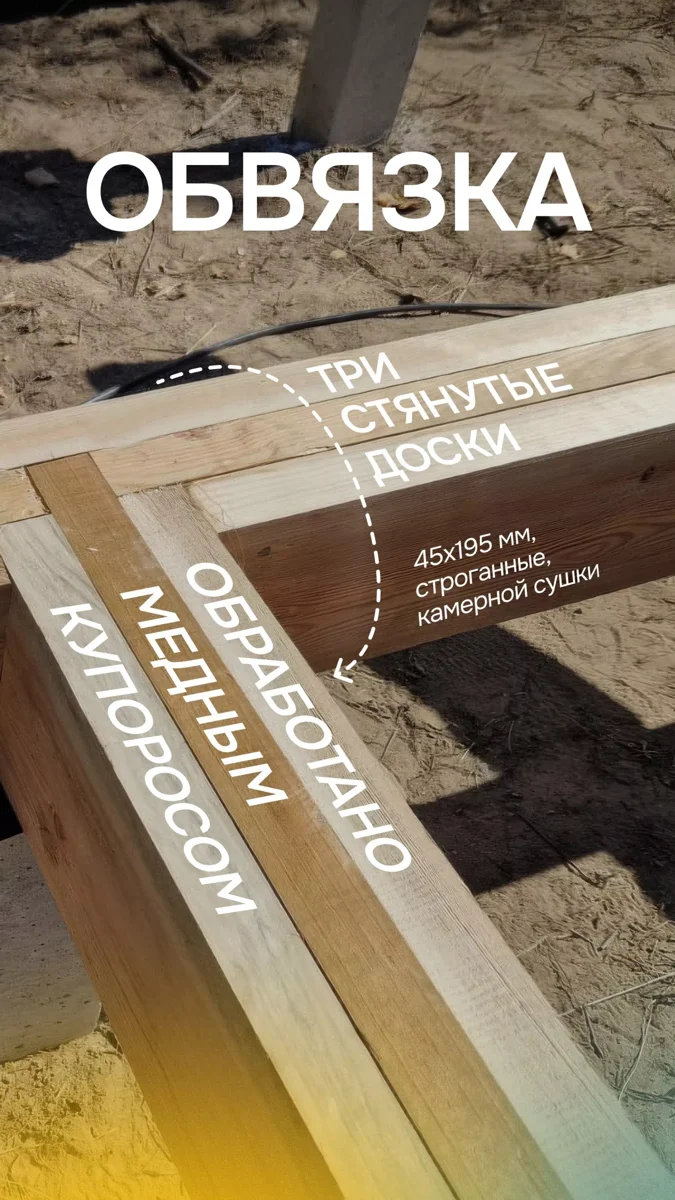 ОБВЯЗКА
ТРИ
СТЯНУТЫЕ
ДОСКИ
45х195 мм,
строганные,
камерной сушки
ОБРАБОТАНО
МЕДНЫМ
КУПОРОСОМ